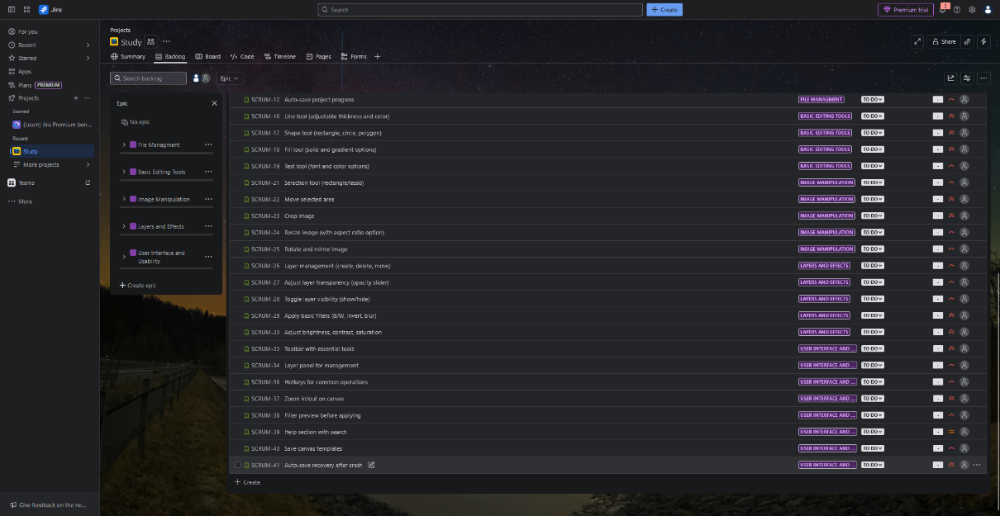 Jira
Search
Create
Premium trial
2
For you
Recent
Starred
Apps
Plans PREMIUM
Projects
Starred
(Learn) Jira Premium ben...
Recent
Study
More projects
Teams
More
Give feedback on the ne...
Projects
Study
Share
Summary Backlog Board Code Timeline Pages Forms
Search backlog
Epic
Epic
No epic
File Managment
Basic Editing Tools
Image Manipulation
Layers and Effects
User Interface and
Usability
Create epic
SCRUM-12 Auto-save project progress FILE MANAGMENT TO DO -
SCRUM-16 Line tool (adjustable thickness and color) BASIC EDITING TOOLS TO DO -
SCRUM-17 Shape tool (rectangle, circle, polygon) BASIC EDITING TOOLS TO DO -
SCRUM-18 Fill tool (solid and gradient options) BASIC EDITING TOOLS TO DO -
SCRUM-19 Text tool (font and color options) BASIC EDITING TOOLS TO DO -
SCRUM-21 Selection tool (rectangle/lasso) IMAGE MANIPULATION TO DO -
SCRUM-22 Move selected area IMAGE MANIPULATION TO DO -
SCRUM-23 Crop image IMAGE MANIPULATION TO DO -
SCRUM-24 Resize image (with aspect ratio option) IMAGE MANIPULATION TO DO -
SCRUM-25 Rotate and mirror image IMAGE MANIPULATION TO DO -
SCRUM-26 Layer management (create, delete, move) LAYERS AND EFFECTS TO DO -
SCRUM-27 Adjust layer transparency (opacity slider) LAYERS AND EFFECTS TO DO -
SCRUM-28 Toggle layer visibility (show/hide) LAYERS AND EFFECTS TO DO -
SCRUM-29 Apply basic filters (B/W, invert, blur) LAYERS AND EFFECTS TO DO -
SCRUM-30 Adjust brightness, contrast, saturation LAYERS AND EFFECTS TO DO -
SCRUM-33 Toolbar with essential tools USER INTERFACE AND ... TO DO -
SCRUM-34 Layer panel for management USER INTERFACE AND ... TO DO -
SCRUM-36 Hotkeys for common operations USER INTERFACE AND ... TO DO -
SCRUM-37 Zoom in/out on canvas USER INTERFACE AND ... TO DO -
SCRUM-38 Filter preview before applying USER INTERFACE AND ... TO DO -
SCRUM-39 Help section with search USER INTERFACE AND ... TO DO -
SCRUM-40 Save canvas templates USER INTERFACE AND ... TO DO -
SCRUM-41 Auto-save recovery after crash USER INTERFACE AND ... TO DO -
Create